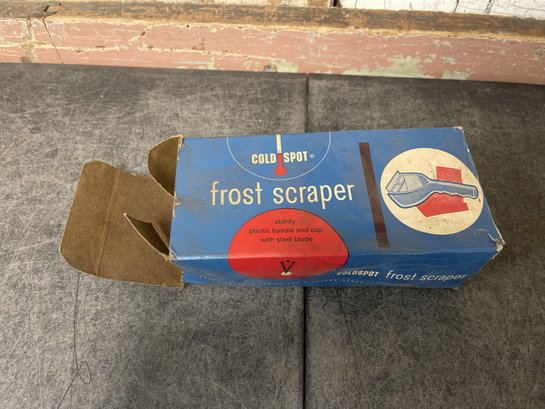 COLDSPOT®
frost scraper
sturdy
plastic handle and cup
with steel blade
COLDSPOT frost scraper